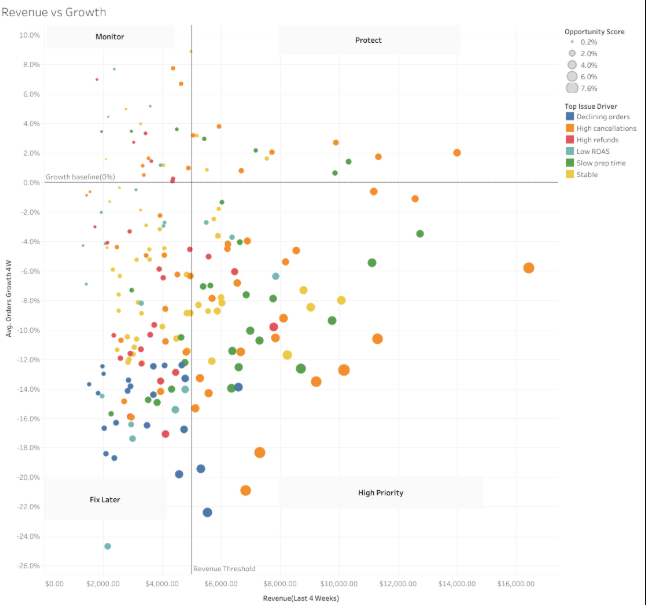 Revenue vs Growth
Monitor
Protect
Growth baseline(0%)
Fix Later
High Priority
Revenue Threshold
Avg. Orders Growth 4W
10.0%
8.0%
6.0%
4.0%
2.0%
0.0%
-2.0%
-4.0%
-6.0%
-8.0%
-10.0%
-12.0%
-14.0%
-16.0%
-18.0%
-20.0%
-22.0%
-24.0%
-26.0%
$0.00 $2,000.00 $4,000.00 $6,000.00 $8,000.00 $10,000.00 $12,000.00 $14,000.00 $16,000.00
Revenue(Last 4 Weeks)
Opportunity Score
0.2%
2.0%
4.0%
6.0%
7.6%
Top Issue Driver
Declining orders
High cancellations
High refunds
Low ROAS
Slow prep time
Stable